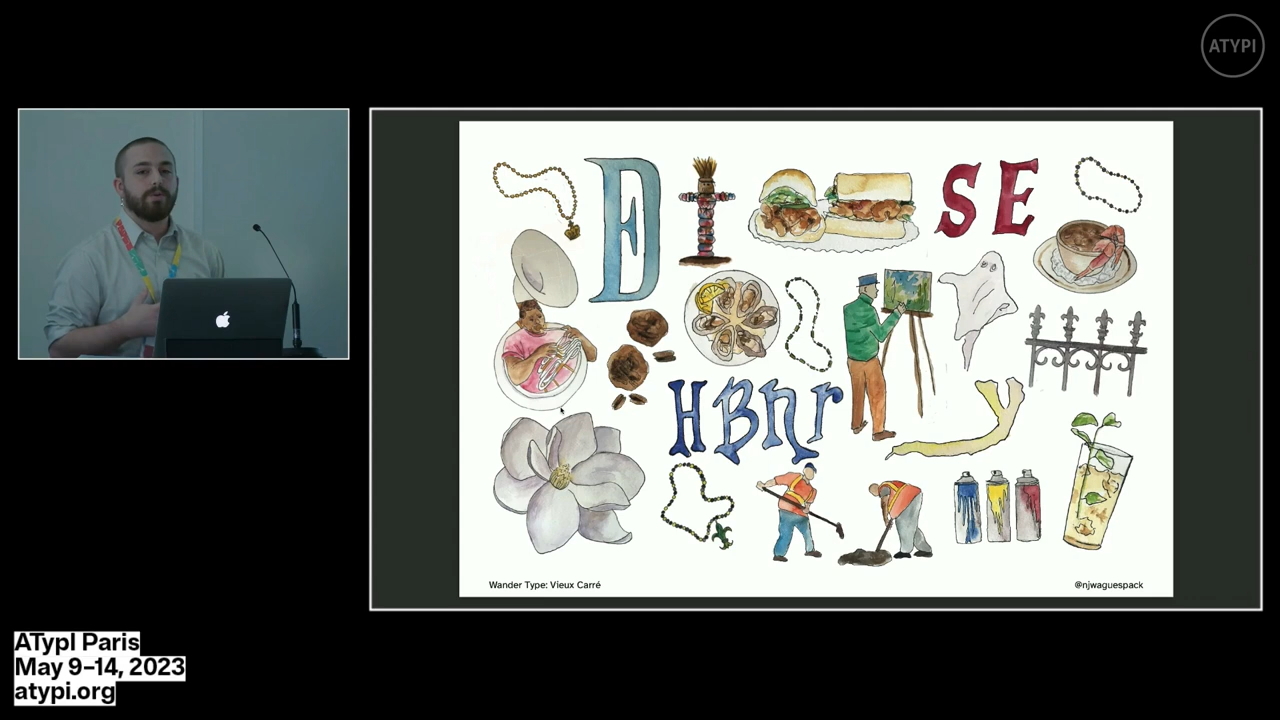 ATYPI
D
SE
HBnr
Wander Type: Vieux Carré
@njwaguespack
ATypI Paris
May 9–14, 2023
atypi.org